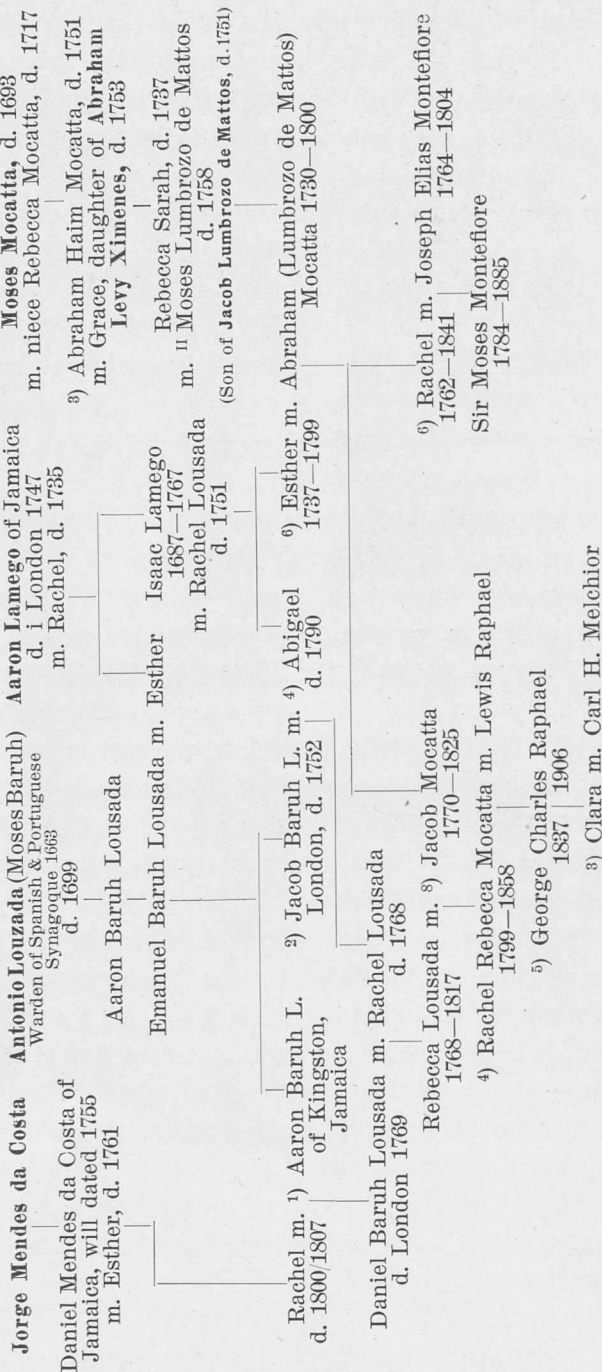 Jorge Mendes da Costa
Daniel Mendes da Costa of
Jamaica, will dated 1755
m. Esther, d. 1761
Antonio Louzada (Moses Baruh)
Warden of Spanish & Portuguese
Synagoque 1663
d. 1699
Aaron Baruh Lousada
Emanuel Baruh Lousada m. Esther
Aaron Lamego of Jamaica
d. i London 1747
m. Rachel, d. 1735
Isaac Lamego
1687—1767
m. Rachel Lousada
d. 1751
Moses Mocatta, d. 1693
m. niece Rebecca Mocatta, d. 1717
3) Abraham Haim Mocatta, d. 1751
m. Grace, daughter of Abraham
Levy Ximenes, d. 1753
Rebecca Sarah, d. 1737
m. II Moses Lumbrozo de Mattos
d. 1758
(Son of Jacob Lumbrozo de Mattos, d. 1751)
Rachel m. 1) Aaron Baruh L.
d. 1800/1807 of Kingston,
Jamaica
2) Jacob Baruh L. m. 4) Abigael
London, d. 1752 d. 1790
6) Esther m. Abraham (Lumbrozo de Mattos)
1737—1799 Mocatta 1730—1800
Daniel Baruh Lousada m. Rachel Lousada
d. London 1769 d. 1768
Rebecca Lousada m. 8) Jacob Mocatta
1768—1817 1770—1825
6) Rachel m. Joseph Elias Montefiore
1762—1841 1764—1804
Sir Moses Montefiore
1784—1885
4) Rachel Rebecca Mocatta m. Lewis Raphael
1799—1858
5) George Charles Raphael
1837 1906
3) Clara m. Carl H. Melchior